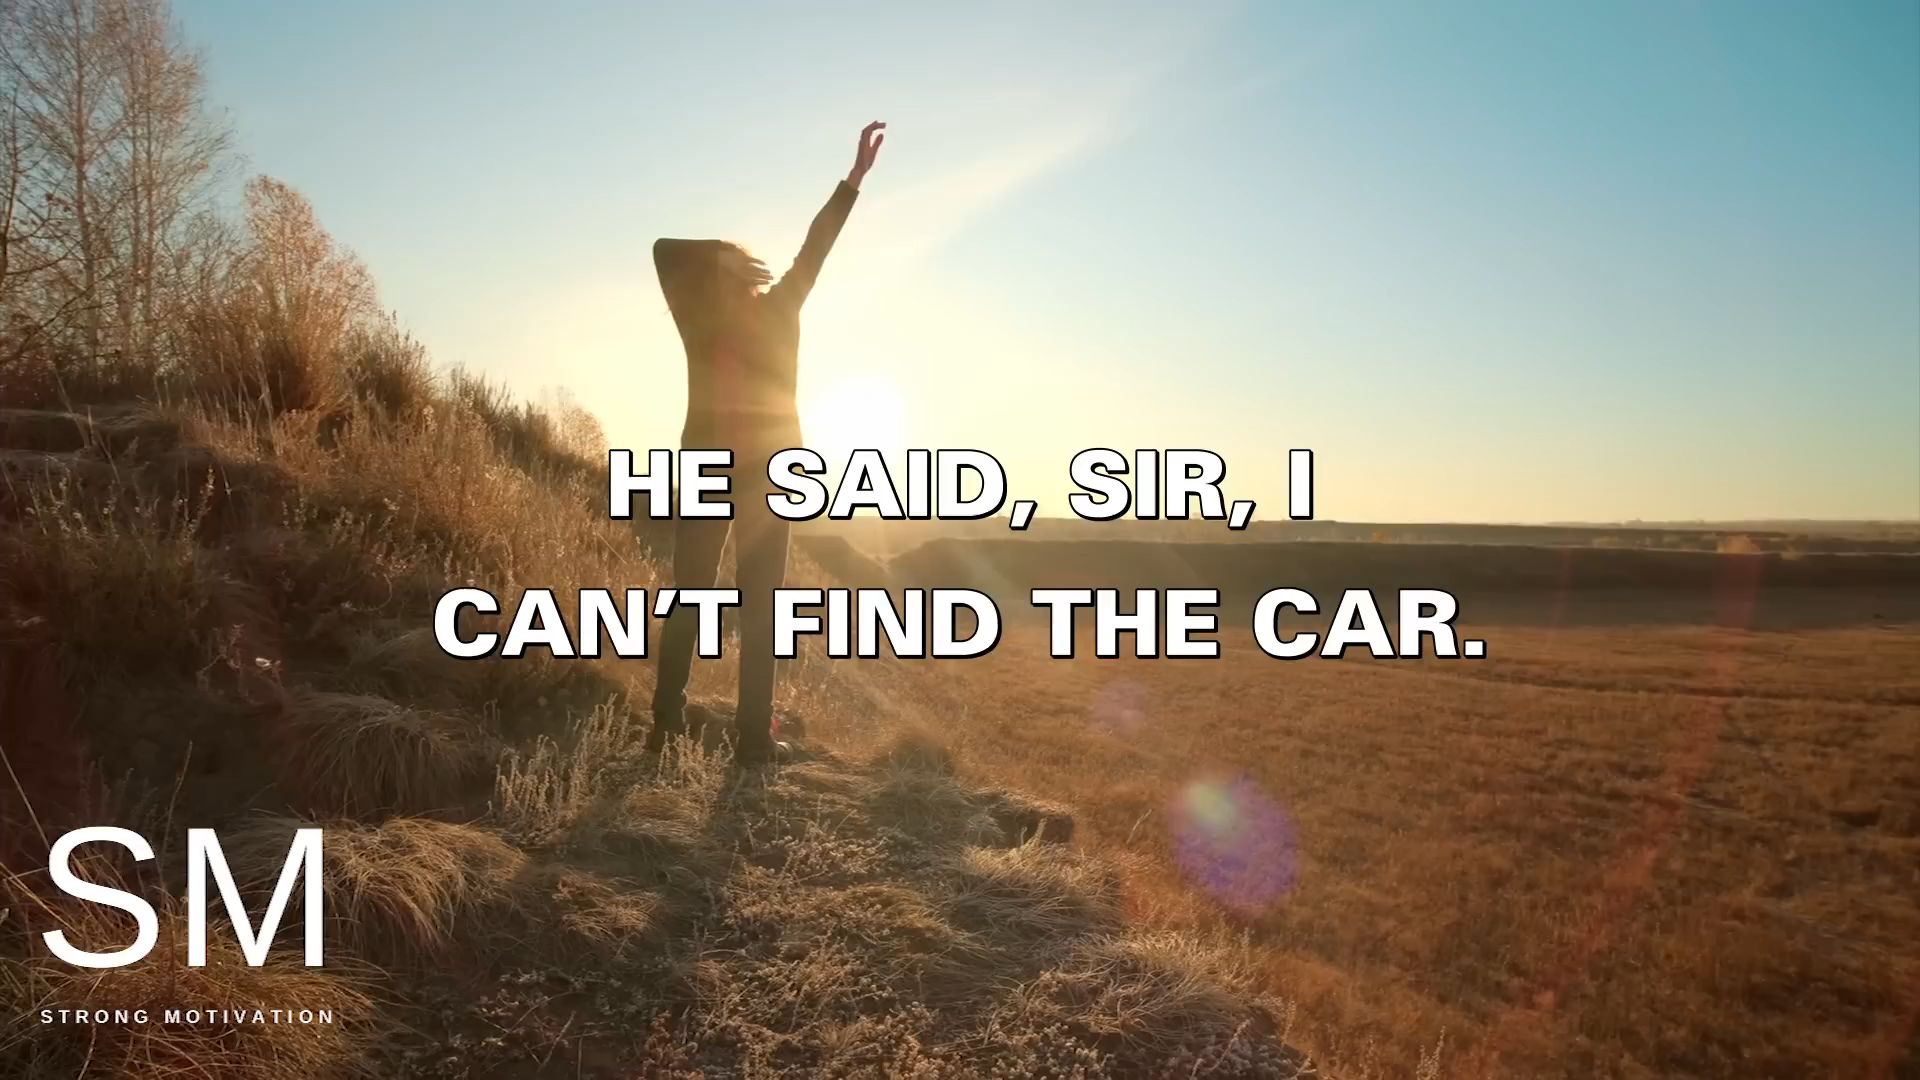 HE SAID, SIR, I
CAN'T FIND THE CAR.
SM
STRONG MOTIVATION